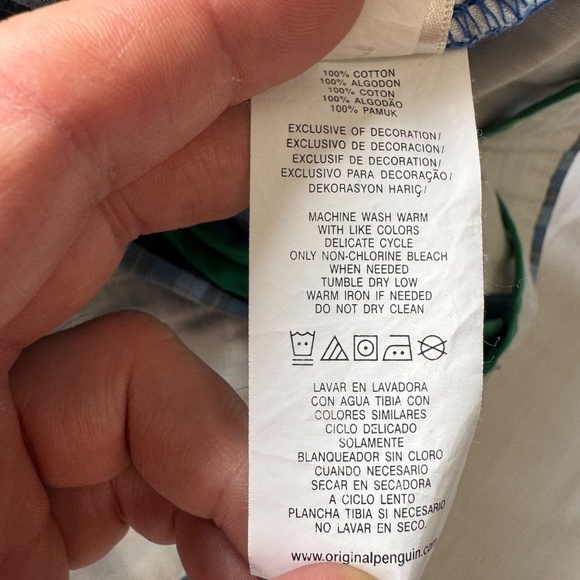 100% COTTON
100% ALGODON
100% COTON
100% ALGODÃO
100% PAMUK
EXCLUSIVE OF DECORATION/
EXCLUSIVO DE DECORACION/
EXCLUSIF DE DECORATION/
EXCLUSIVO PARA DECORAÇÃO/
DEKORASYON HARIÇ/
MACHINE WASH WARM
WITH LIKE COLORS
DELICATE CYCLE
ONLY NON-CHLORINE BLEACH
WHEN NEEDED
TUMBLE DRY LOW
WARM IRON IF NEEDED
DO NOT DRY CLEAN
LAVAR EN LAVADORA
CON AGUA TIBIA CON
COLORES SIMILARES
CICLO DELICADO
SOLAMENTE
BLANQUEADOR SIN CLORO
CUANDO NECESARIO
SECAR EN SECADORA
A CICLO LENTO
PLANCHA TIBIA SI NECESARIO
NO LAVAR EN SECO.
www.originalpenguin.com